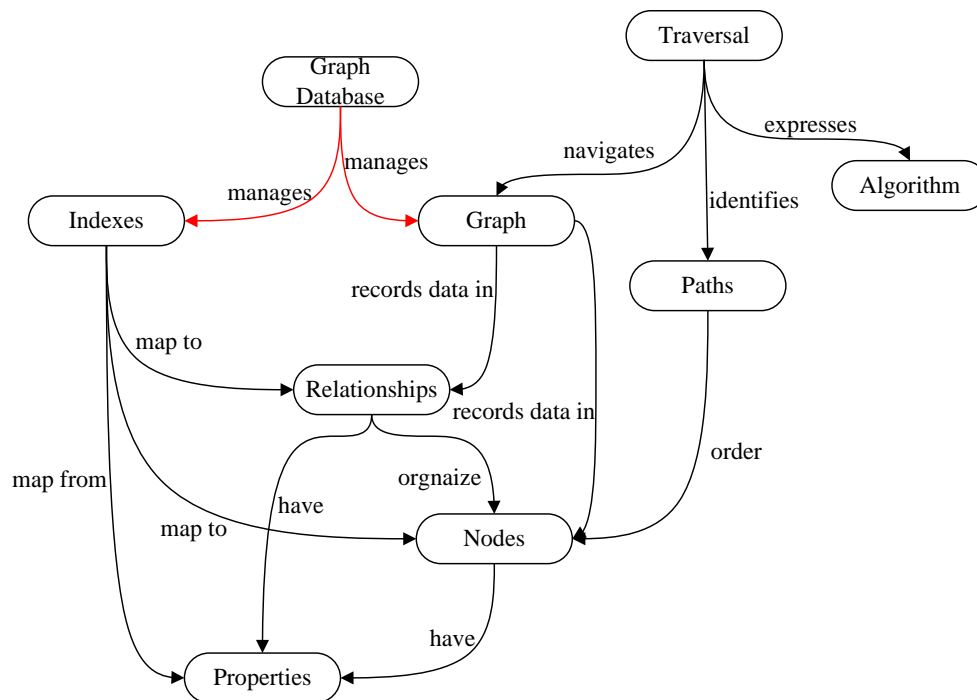 Traversal
Graph
Database
expresses
navigates
manages
manages
Algorithm
identifies
Indexes
Graph
records data in
Paths
map to
Relationships
records data in
order
map from
have
orgnaize
map to
Nodes
have
Properties